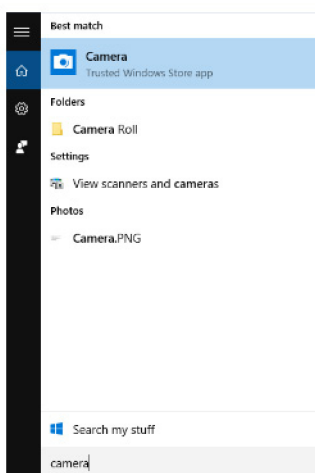 Best match
Camera
Trusted Windows Store app
Folders
Camera Roll
Settings
View scanners and cameras
Photos
Camera.PNG
Search my stuff
camera